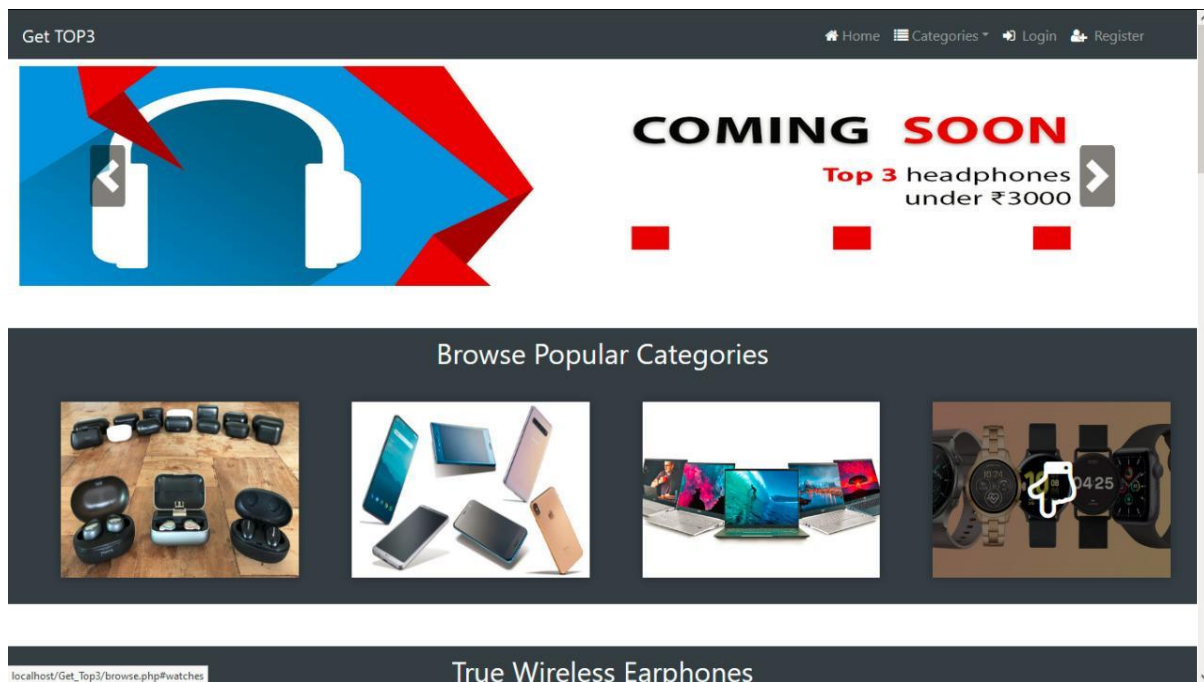 Get TOP3
Home Categories Login Register
COMING SOON
Top 3 headphones
under ₹3000
Browse Popular Categories
04 25
True Wireless Earphones
localhost/Get_Top3/browse.php#watches